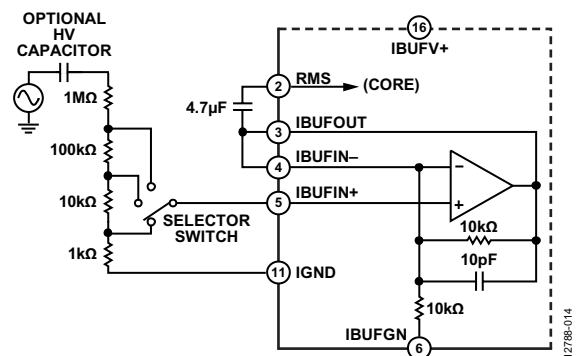 OPTIONAL
HV
CAPACITOR
1MΩ
100kΩ
10kΩ
1kΩ
SELECTOR
SWITCH
4.7µF
16
IBUFV+
2 RMS (CORE)
3 IBUFOUT
4 IBUFIN–
5 IBUFIN+
11 IGND
–
+
10kΩ
10pF
10kΩ
IBUFGN
6
12788-014